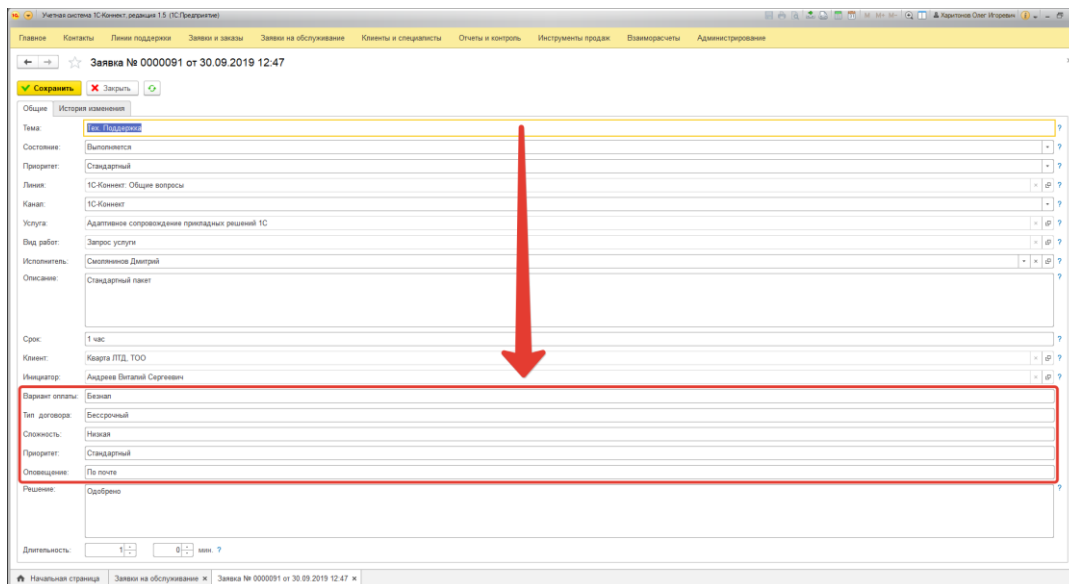 Учетная система 1С-Коннект, редакция 1.5 (1С:Предприятие)
M M+ M- Харитонов Олег Игоревич
Главное Контакты Линии поддержки Заявки и заказы Заявки на обслуживание Клиенты и специалисты Отчеты и контроль Инструменты продаж Взаиморасчеты Администрирование
Заявка № 0000091 от 30.09.2019 12:47
Сохранить Закрыть
Общие История изменения
Тема: Тех. Поддержка ?
Состояние: Выполняется ?
Приоритет: Стандартный ?
Линия: 1С-Коннект: Общие вопросы ?
Канал: 1С-Коннект ?
Услуга: Адаптивное сопровождение прикладных решений 1С ?
Вид работ: Запрос услуги ?
Исполнитель: Смолянинов Дмитрий ?
Описание: Стандартный пакет ?
Срок: 1 час ?
Клиент: Кварта ЛТД, ТОО ?
Инициатор: Андреев Виталий Сергеевич ?
Вариант оплаты: Безнал
Тип договора: Бессрочный
Сложность: Низкая
Приоритет: Стандартный
Оповещение: По почте
Решение: Одобрено ?
Длительность: 1 0 мин. ?
Начальная страница Заявки на обслуживание × Заявка № 0000091 от 30.09.2019 12:47 ×